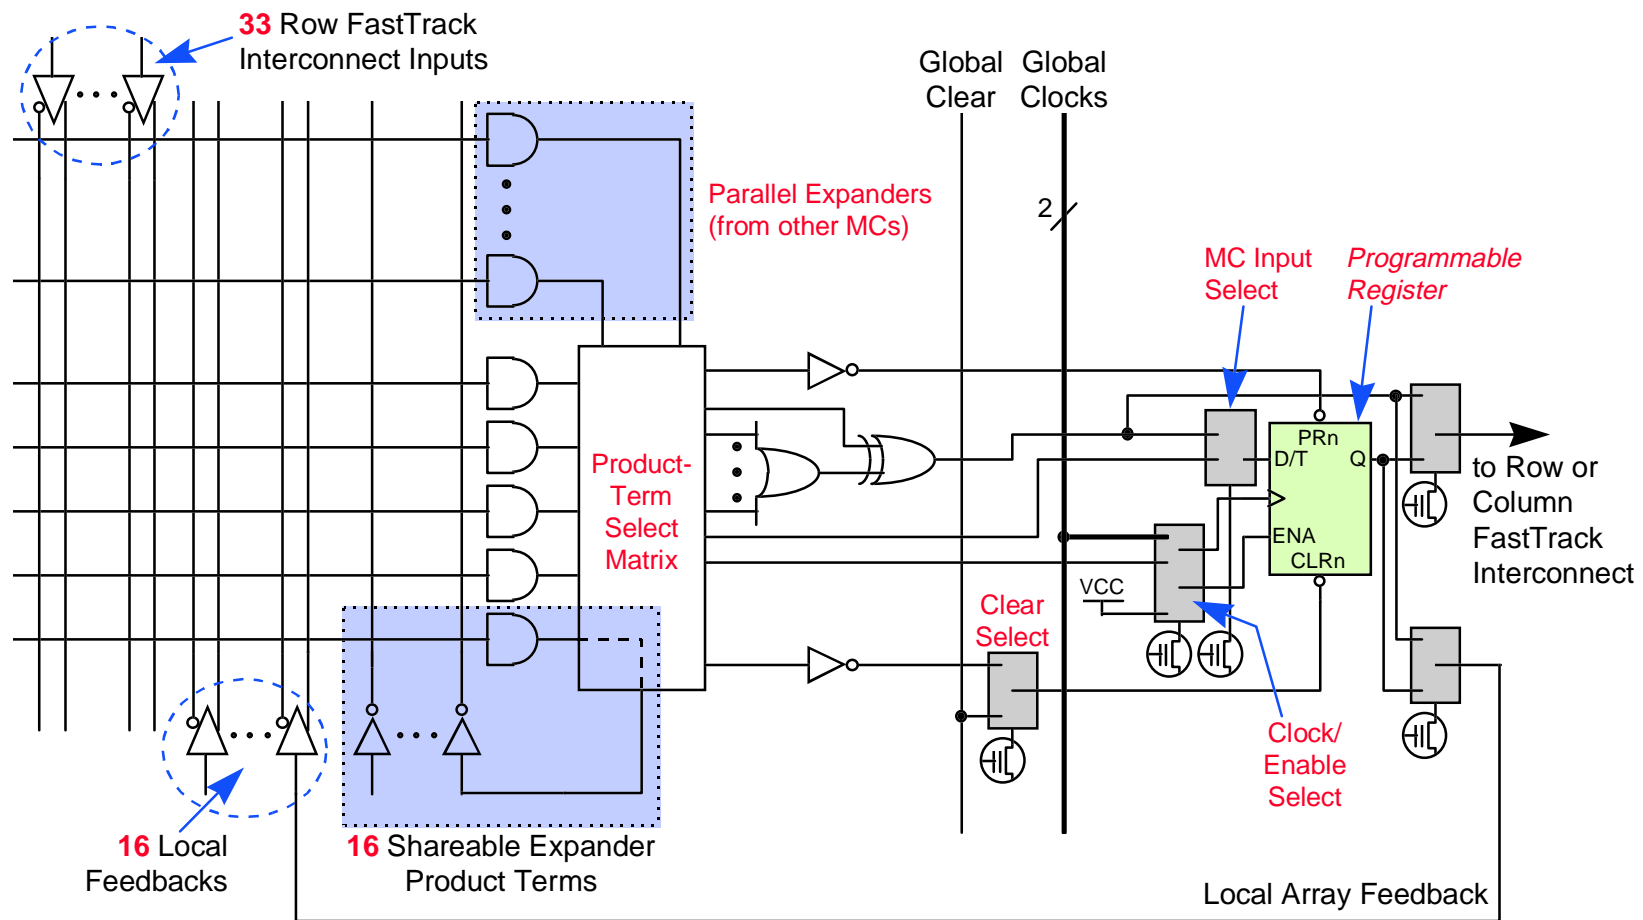 33 Row FastTrack
Interconnect Inputs
Global
Clear
Global
Clocks
Parallel Expanders
(from other MCs)
2
MC Input
Select
Programmable
Register
PRn
D/T
Q
ENA
CLRn
to Row or
Column
FastTrack
Interconnect
Product-
Term
Select
Matrix
VCC
Clear
Select
Clock/
Enable
Select
16 Local
Feedbacks
16 Shareable Expander
Product Terms
Local Array Feedback